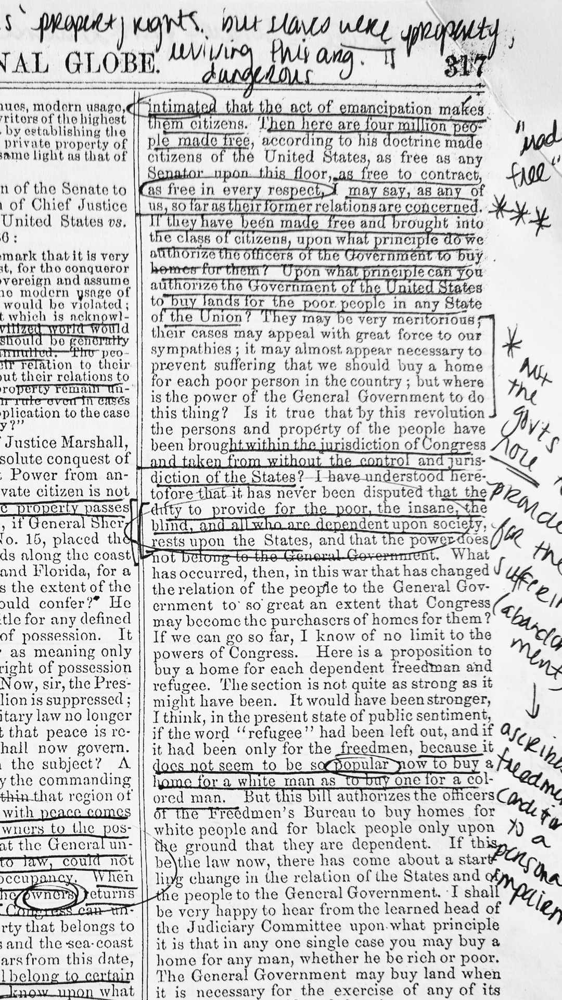 s' property rights. but slaves were property,
reviving this arg. is
dangerous
NAL GLOBE. 317
nues, modern usage,
writers of the highest
by establishing the
private property of
same light as that of
n of the Senate to
of Chief Justice
United States vs.
36:
emark that it is very
st, for the conqueror
overeign and assume
he modern usage of
would be violated;
t which is acknowl-
vilized world would
should be generally
annulled. The peo-
eir relation to their
but their relations to
property remain un-
n rule even in cases
pplication to the case
y?"
Justice Marshall,
solute conquest of
Power from an-
vate citizen is not
c property passes
, if General Sher-
No. 15, placed the
ds along the coast
and Florida, for a
s the extent of the
ould confer? He
itle for any defined
of possession. It
as meaning only
right of possession
Now, sir, the Pres-
llion is suppressed;
itary law no longer
t that peace is re-
hall now govern.
the subject? A
y the commanding
thin that region of
with peace comes
wners to the pos-
at the General un-
to law, could not
occupancy. When
he owners returns
Congress can un-
rty that belongs to
s and the sea-coast
ars from this date,
l belong to certain
know upon what
intimated that the act of emancipation makes
them citizens. Then here are four million peo-
ple made free, according to his doctrine made
citizens of the United States, as free as any
Senator upon this floor, as free to contract,
as free in every respect, I may say, as any of
us, so far as their former relations are concerned.
If they have been made free and brought into
the class of citizens, upon what principle do we
authorize the officers of the Government to buy
homes for them? Upon what principle can you
authorize the Government of the United States
to buy lands for the poor people in any State
of the Union? They may be very meritorious;
their cases may appeal with great force to our
sympathies; it may almost appear necessary to
prevent suffering that we should buy a home
for each poor person in the country; but where
is the power of the General Government to do
this thing? Is it true that by this revolution
the persons and property of the people have
been brought within the jurisdiction of Congress
and taken from without the control and juris-
diction of the States? I have understood here-
tofore that it has never been disputed that the
duty to provide for the poor, the insane, the
blind, and all who are dependent upon society,
rests upon the States, and that the power does
not belong to the General Government. What
has occurred, then, in this war that has changed
the relation of the people to the General Gov-
ernment to so great an extent that Congress
may become the purchasers of homes for them?
If we can go so far, I know of no limit to the
powers of Congress. Here is a proposition to
buy a home for each dependent freedman and
refugee. The section is not quite as strong as it
might have been. It would have been stronger,
I think, in the present state of public sentiment,
if the word "refugee" had been left out, and if
it had been only for the freedmen, because it
does not seem to be so popular now to buy a
home for a white man as to buy one for a col-
ored man. But this bill authorizes the officers
of the Freedmen's Bureau to buy homes for
white people and for black people only upon
the ground that they are dependent. If this
be the law now, there has come about a start-
ling change in the relation of the States and of
the people to the General Government. I shall
be very happy to hear from the learned head of
the Judiciary Committee upon what principle
it is that in any one single case you may buy a
home for any man, whether he be rich or poor.
The General Government may buy land when
it is necessary for the exercise of any of its
"mad
free"
***
*
not
the
govts
role
provide
for the
sufferin
(abandon
ment)
ascribe
freedmen
condition
to a
persona
impairm